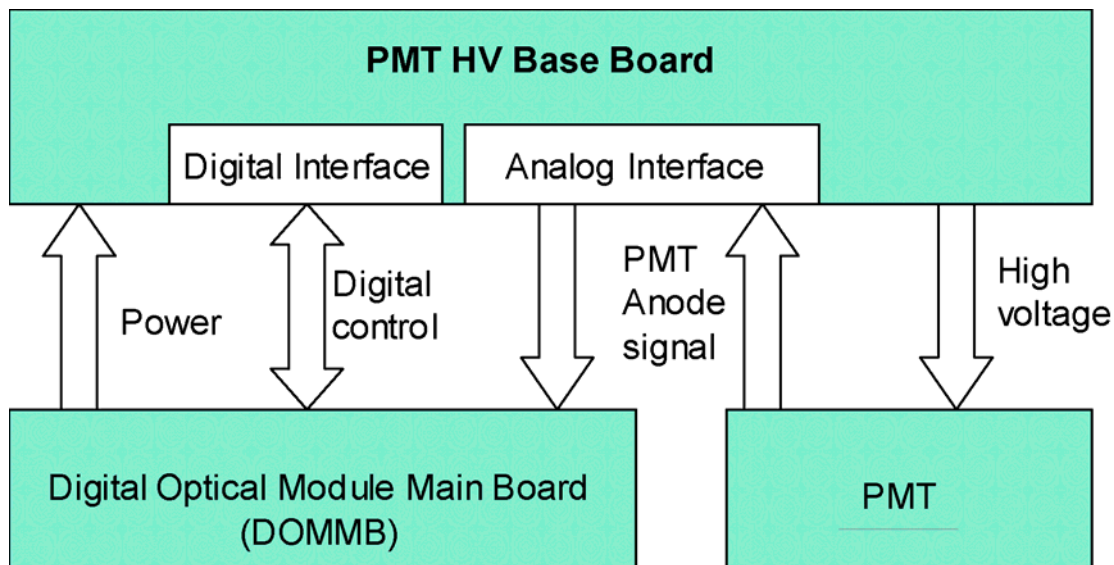 PMT HV Base Board
Digital Interface
Analog Interface
Power
Digital
control
PMT
Anode
signal
High
voltage
Digital Optical Module Main Board
(DOMMB)
PMT